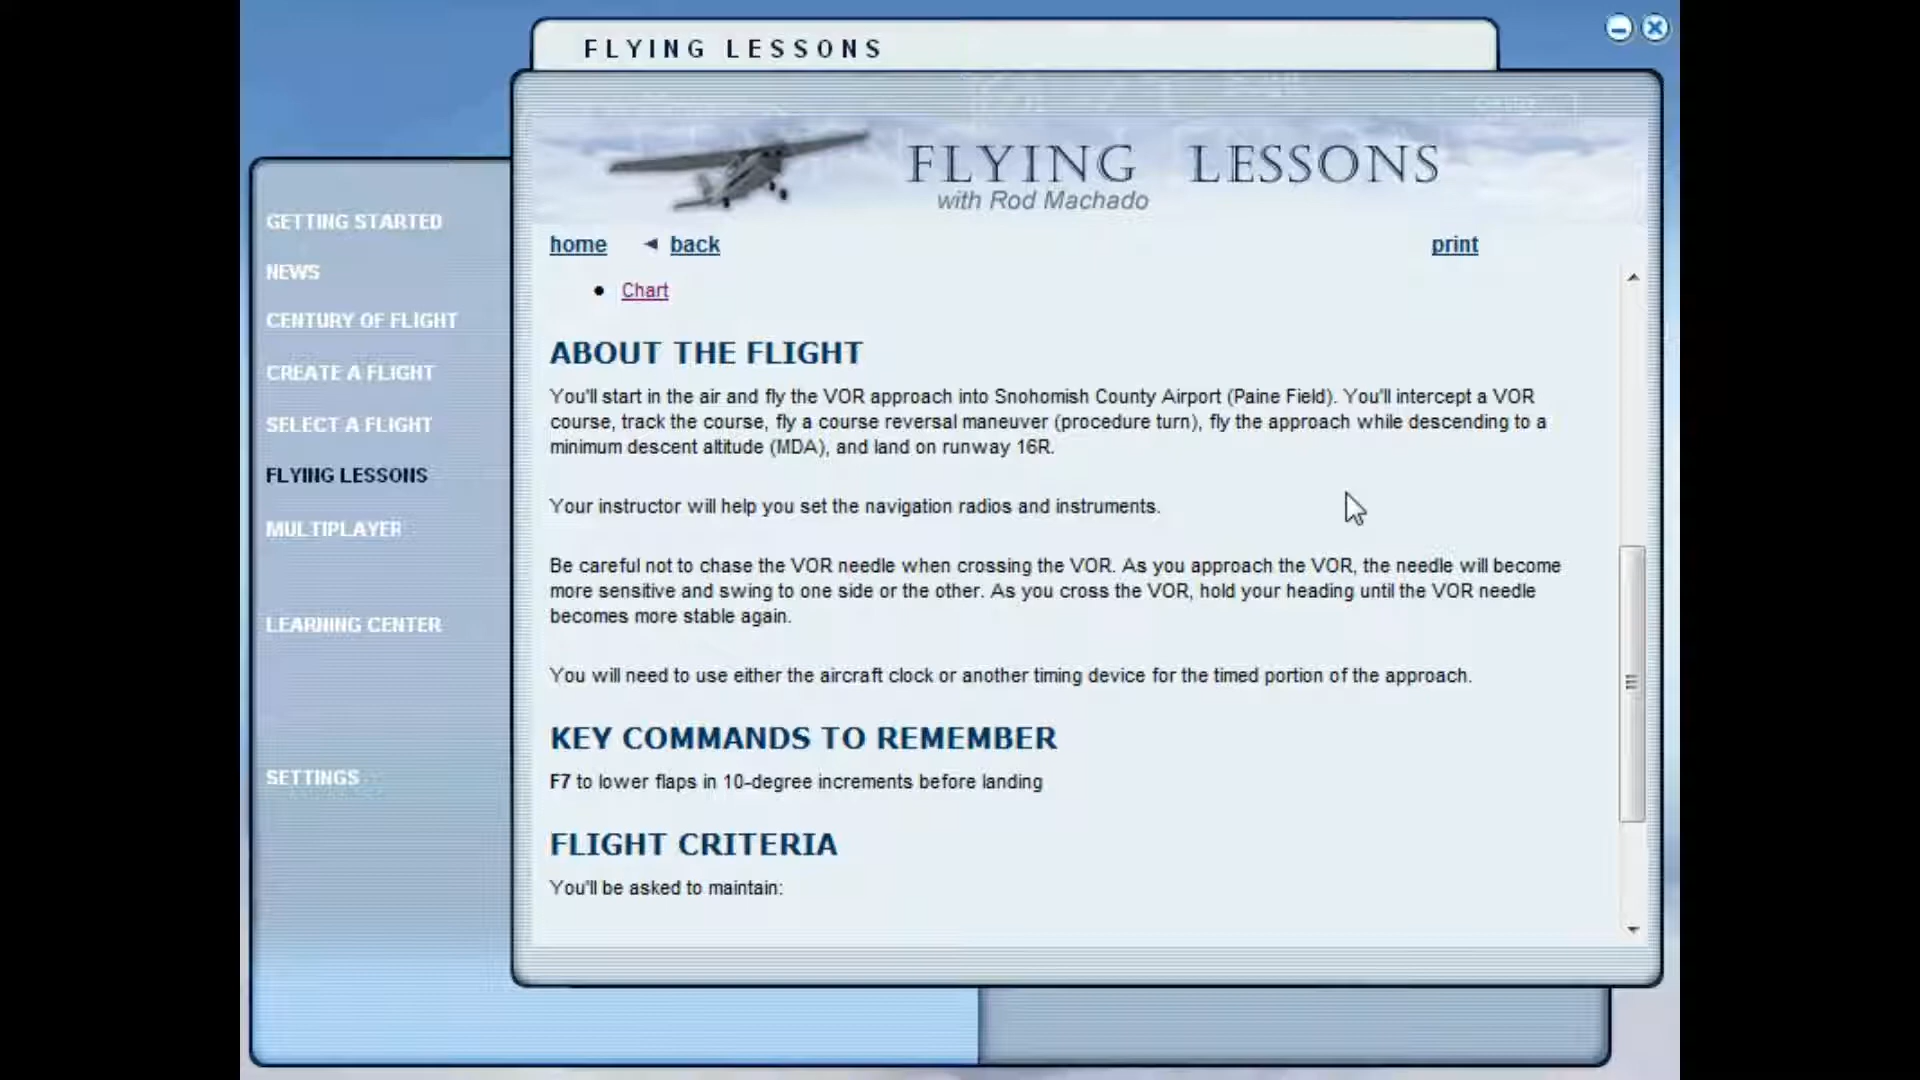 FLYING LESSONS
FLYING LESSONS
with Rod Machado
GETTING STARTED
NEWS
CENTURY OF FLIGHT
CREATE A FLIGHT
SELECT A FLIGHT
FLYING LESSONS
MULTIPLAYER
LEARNING CENTER
SETTINGS
home ◄ back print
• Chart
ABOUT THE FLIGHT
You'll start in the air and fly the VOR approach into Snohomish County Airport (Paine Field). You'll intercept a VOR
course, track the course, fly a course reversal maneuver (procedure turn), fly the approach while descending to a
minimum descent altitude (MDA), and land on runway 16R.
Your instructor will help you set the navigation radios and instruments.
Be careful not to chase the VOR needle when crossing the VOR. As you approach the VOR, the needle will become
more sensitive and swing to one side or the other. As you cross the VOR, hold your heading until the VOR needle
becomes more stable again.
You will need to use either the aircraft clock or another timing device for the timed portion of the approach.
KEY COMMANDS TO REMEMBER
F7 to lower flaps in 10-degree increments before landing
FLIGHT CRITERIA
You'll be asked to maintain: